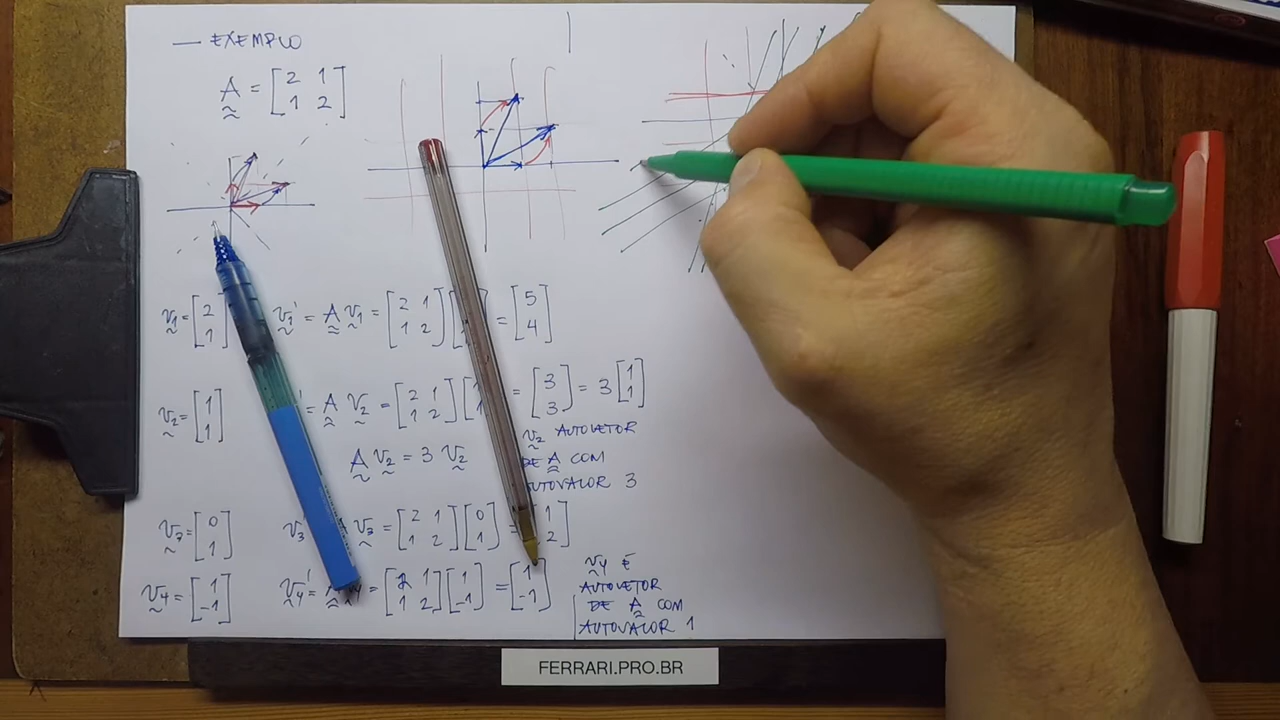 — EXEMPLO
A = [2 1
1 2]
v1 = [2
1] v1' = A v1 = [2 1
1 2] = [5
4]
v2 = [1
1] ' = A v2 = [2 1
1 2] [1 = [3
3] = 3 [1
1]
v2 AUTOVETOR
A v2 = 3 v2
DE A COM
AUTOVALOR 3
v3 = [0
1] v3' v3 = [2 1
1 2] [0
1] = [1
2]
v4 = [1
-1] v4' = = [2 1
1 2] [1
-1] = [1
-1]
v4 É
AUTOVETOR
DE A COM
AUTOVALOR 1
FERRARI.PRO.BR